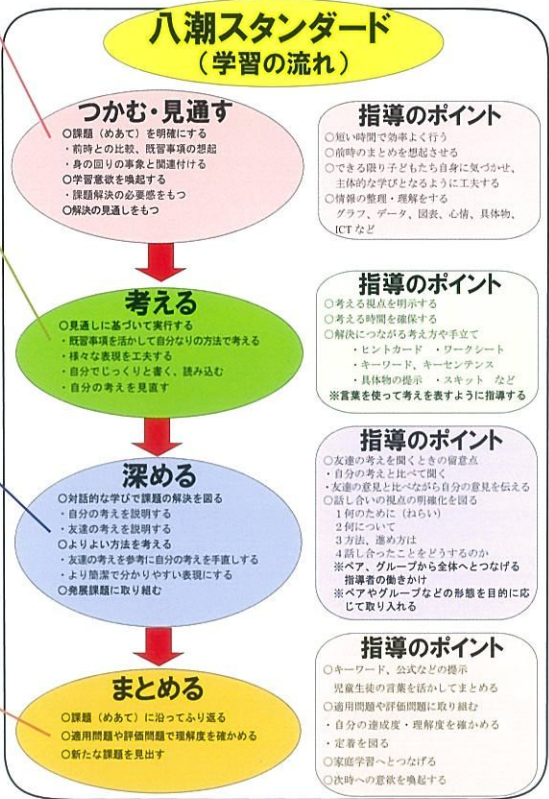 八潮スタンダード
（学習の流れ）
つかむ・見通す
○課題（めあて）を明確にする
・前時との比較、既習事項の想起
・身の回りの事象と関連付ける
○学習意欲を喚起する
・課題解決の必要感をもつ
○解決の見通しをもつ
指導のポイント
○短い時間で効率よく行う
○前時のまとめを想起させる
○できる限り子どもたち自身に気づかせ、
主体的な学びとなるように工夫する
○情報の整理・理解をする
グラフ、データ、図表、心情、具体物、
ICT など
考える
○見通しに基づいて実行する
・既習事項を活かして自分なりの方法で考える
・様々な表現を工夫する
・自分でじっくりと書く、読み込む
・自分の考えを見直す
指導のポイント
○考える視点を明示する
○考える時間を確保する
○解決につながる考え方や手立て
・ヒントカード ・ワークシート
・キーワード、キーセンテンス
・具体物の提示 ・スキット など
※言葉を使って考えを表すように指導する
深める
○対話的な学びで課題の解決を図る
・自分の考えを説明する
・友達の考えを説明する
○よりよい方法を考える
・友達の考えを参考に自分の考えを手直しする
・より簡潔で分かりやすい表現にする
○発展課題に取り組む
指導のポイント
○友達の考えを聞くときの留意点
・自分の考えと比べて聞く
・友達の意見と比べながら自分の意見を伝える
○話し合いの視点の明確化を図る
1何のために（ねらい）
2何について
3方法、進め方は
4話し合ったことをどうするのか
※ペア、グループから全体へとつなげる
指導者の働きかけ
※ペアやグループなどの形態を目的に応
じて取り入れる
まとめる
○課題（めあて）に沿ってふり返る
○適用問題や評価問題で理解度を確かめる
○新たな課題を見出す
指導のポイント
○キーワード、公式などの提示
児童生徒の言葉を活かしてまとめる
○適用問題や評価問題に取り組む
・自分の達成度・理解度を確かめる
・定着を図る
○家庭学習へとつなげる
○次時への意欲を喚起する